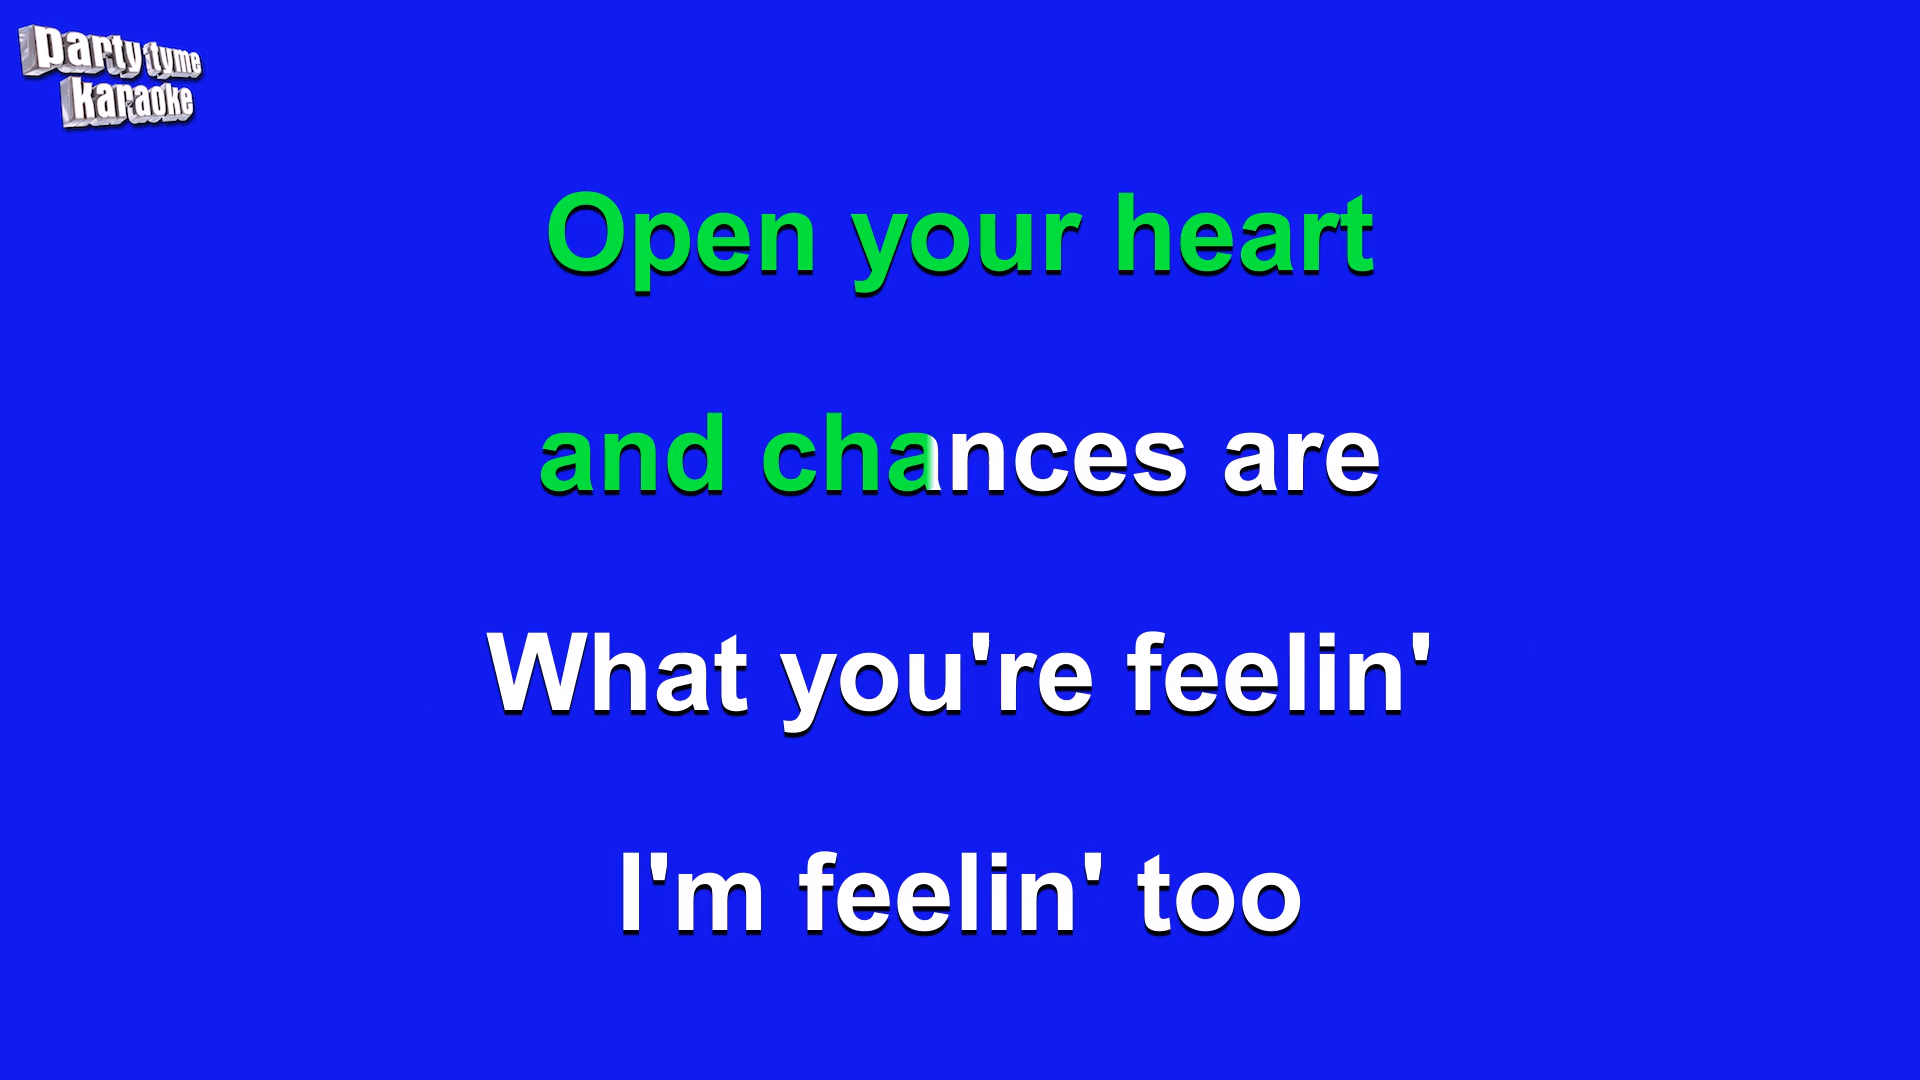 party tyme
karaoke
Open your heart
and chances are
What you're feelin'
I'm feelin' too